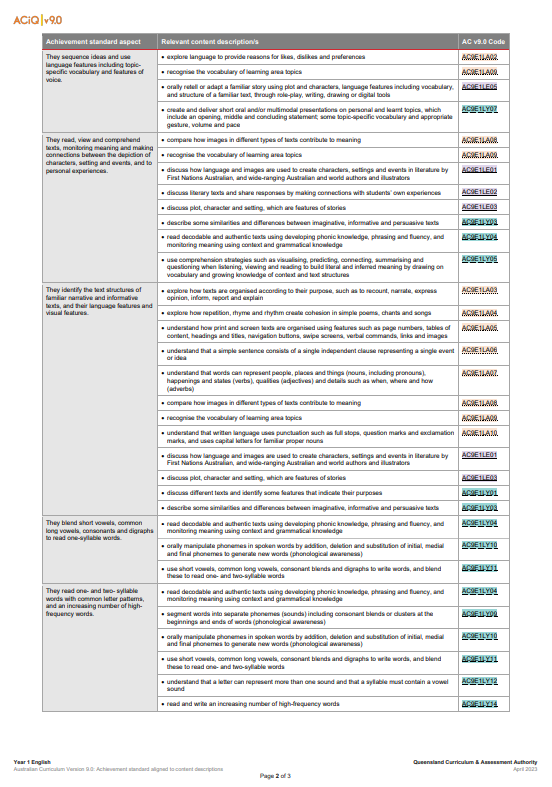 ACiQ | v9.0
Achievement standard aspect
Relevant content description/s
AC v9.0 Code
They sequence ideas and use
language features including topic-
specific vocabulary and features of
voice.
• explore language to provide reasons for likes, dislikes and preferences
AC9E1LA02
• recognise the vocabulary of learning area topics
AC9E1LA09
• orally retell or adapt a familiar story using plot and characters, language features including vocabulary,
and structure of a familiar text, through role-play, writing, drawing or digital tools
AC9E1LE05
• create and deliver short oral and/or multimodal presentations on personal and learnt topics, which
include an opening, middle and concluding statement; some topic-specific vocabulary and appropriate
gesture, volume and pace
AC9E1LY07
They read, view and comprehend
texts, monitoring meaning and making
connections between the depiction of
characters, setting and events, and to
personal experiences.
• compare how images in different types of texts contribute to meaning
AC9E1LA08
• recognise the vocabulary of learning area topics
AC9E1LA09
• discuss how language and images are used to create characters, settings and events in literature by
First Nations Australian, and wide-ranging Australian and world authors and illustrators
AC9E1LE01
• discuss literary texts and share responses by making connections with students' own experiences
AC9E1LE02
• discuss plot, character and setting, which are features of stories
AC9E1LE03
• describe some similarities and differences between imaginative, informative and persuasive texts
AC9E1LY03
• read decodable and authentic texts using developing phonic knowledge, phrasing and fluency, and
monitoring meaning using context and grammatical knowledge
AC9E1LY04
• use comprehension strategies such as visualising, predicting, connecting, summarising and
questioning when listening, viewing and reading to build literal and inferred meaning by drawing on
vocabulary and growing knowledge of context and text structures
AC9E1LY05
They identify the text structures of
familiar narrative and informative
texts, and their language features and
visual features.
• explore how texts are organised according to their purpose, such as to recount, narrate, express
opinion, inform, report and explain
AC9E1LA03
• explore how repetition, rhyme and rhythm create cohesion in simple poems, chants and songs
AC9E1LA04
• understand how print and screen texts are organised using features such as page numbers, tables of
content, headings and titles, navigation buttons, swipe screens, verbal commands, links and images
AC9E1LA05
• understand that a simple sentence consists of a single independent clause representing a single event
or idea
AC9E1LA06
• understand that words can represent people, places and things (nouns, including pronouns),
happenings and states (verbs), qualities (adjectives) and details such as when, where and how
(adverbs)
AC9E1LA07
• compare how images in different types of texts contribute to meaning
AC9E1LA08
• recognise the vocabulary of learning area topics
AC9E1LA09
• understand that written language uses punctuation such as full stops, question marks and exclamation
marks, and uses capital letters for familiar proper nouns
AC9E1LA10
• discuss how language and images are used to create characters, settings and events in literature by
First Nations Australian, and wide-ranging Australian and world authors and illustrators
AC9E1LE01
• discuss plot, character and setting, which are features of stories
AC9E1LE03
• discuss different texts and identify some features that indicate their purposes
AC9E1LY01
• describe some similarities and differences between imaginative, informative and persuasive texts
AC9E1LY03
They blend short vowels, common
long vowels, consonants and digraphs
to read one-syllable words.
• read decodable and authentic texts using developing phonic knowledge, phrasing and fluency, and
monitoring meaning using context and grammatical knowledge
AC9E1LY04
• orally manipulate phonemes in spoken words by addition, deletion and substitution of initial, medial
and final phonemes to generate new words (phonological awareness)
AC9E1LY10
• use short vowels, common long vowels, consonant blends and digraphs to write words, and blend
these to read one- and two-syllable words
AC9E1LY11
They read one- and two-syllable
words with common letter patterns,
and an increasing number of high-
frequency words.
• read decodable and authentic texts using developing phonic knowledge, phrasing and fluency, and
monitoring meaning using context and grammatical knowledge
AC9E1LY04
• segment words into separate phonemes (sounds) including consonant blends or clusters at the
beginnings and ends of words (phonological awareness)
AC9E1LY09
• orally manipulate phonemes in spoken words by addition, deletion and substitution of initial, medial
and final phonemes to generate new words (phonological awareness)
AC9E1LY10
• use short vowels, common long vowels, consonant blends and digraphs to write words, and blend
these to read one- and two-syllable words
AC9E1LY11
• understand that a letter can represent more than one sound and that a syllable must contain a vowel
sound
AC9E1LY12
• read and write an increasing number of high-frequency words
AC9E1LY14
Year 1 English
Queensland Curriculum & Assessment Authority
Australian Curriculum Version 9.0: Achievement standard aligned to content descriptions
April 2023
Page 2 of 3